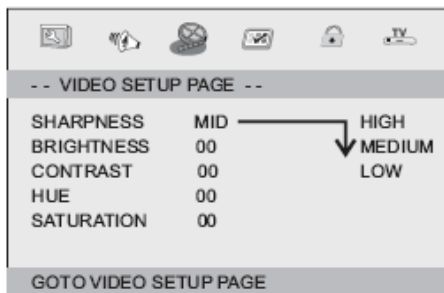 TV
- - VIDEO SETUP PAGE - -
SHARPNESS MID HIGH
BRIGHTNESS 00 MEDIUM
CONTRAST 00 LOW
HUE 00
SATURATION 00
GOTO VIDEO SETUP PAGE